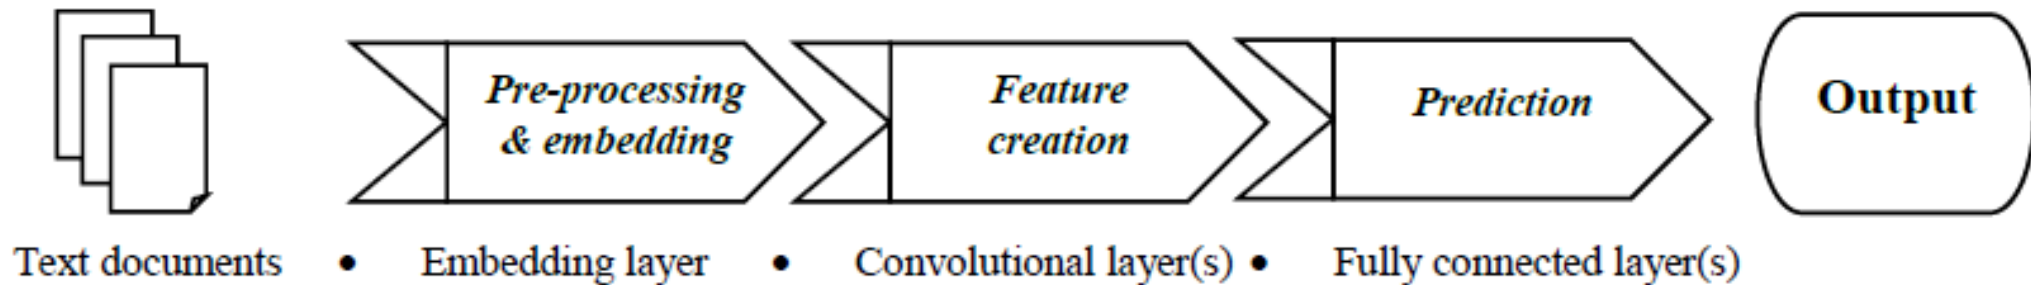 Pre-processing
& embedding
Feature
creation
Prediction
Output
Text documents • Embedding layer • Convolutional layer(s) • Fully connected layer(s)